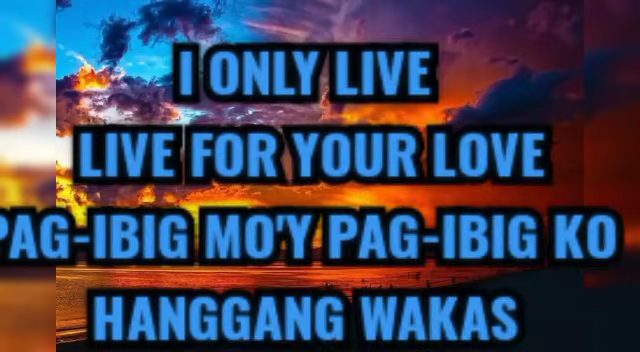 I ONLY LIVE
LIVE FOR YOUR LOVE
PAG-IBIG MO'Y PAG-IBIG KO
HANGGANG WAKAS